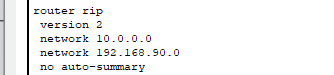 router rip
version 2
network 10.0.0.0
network 192.168.90.0
no auto-summary